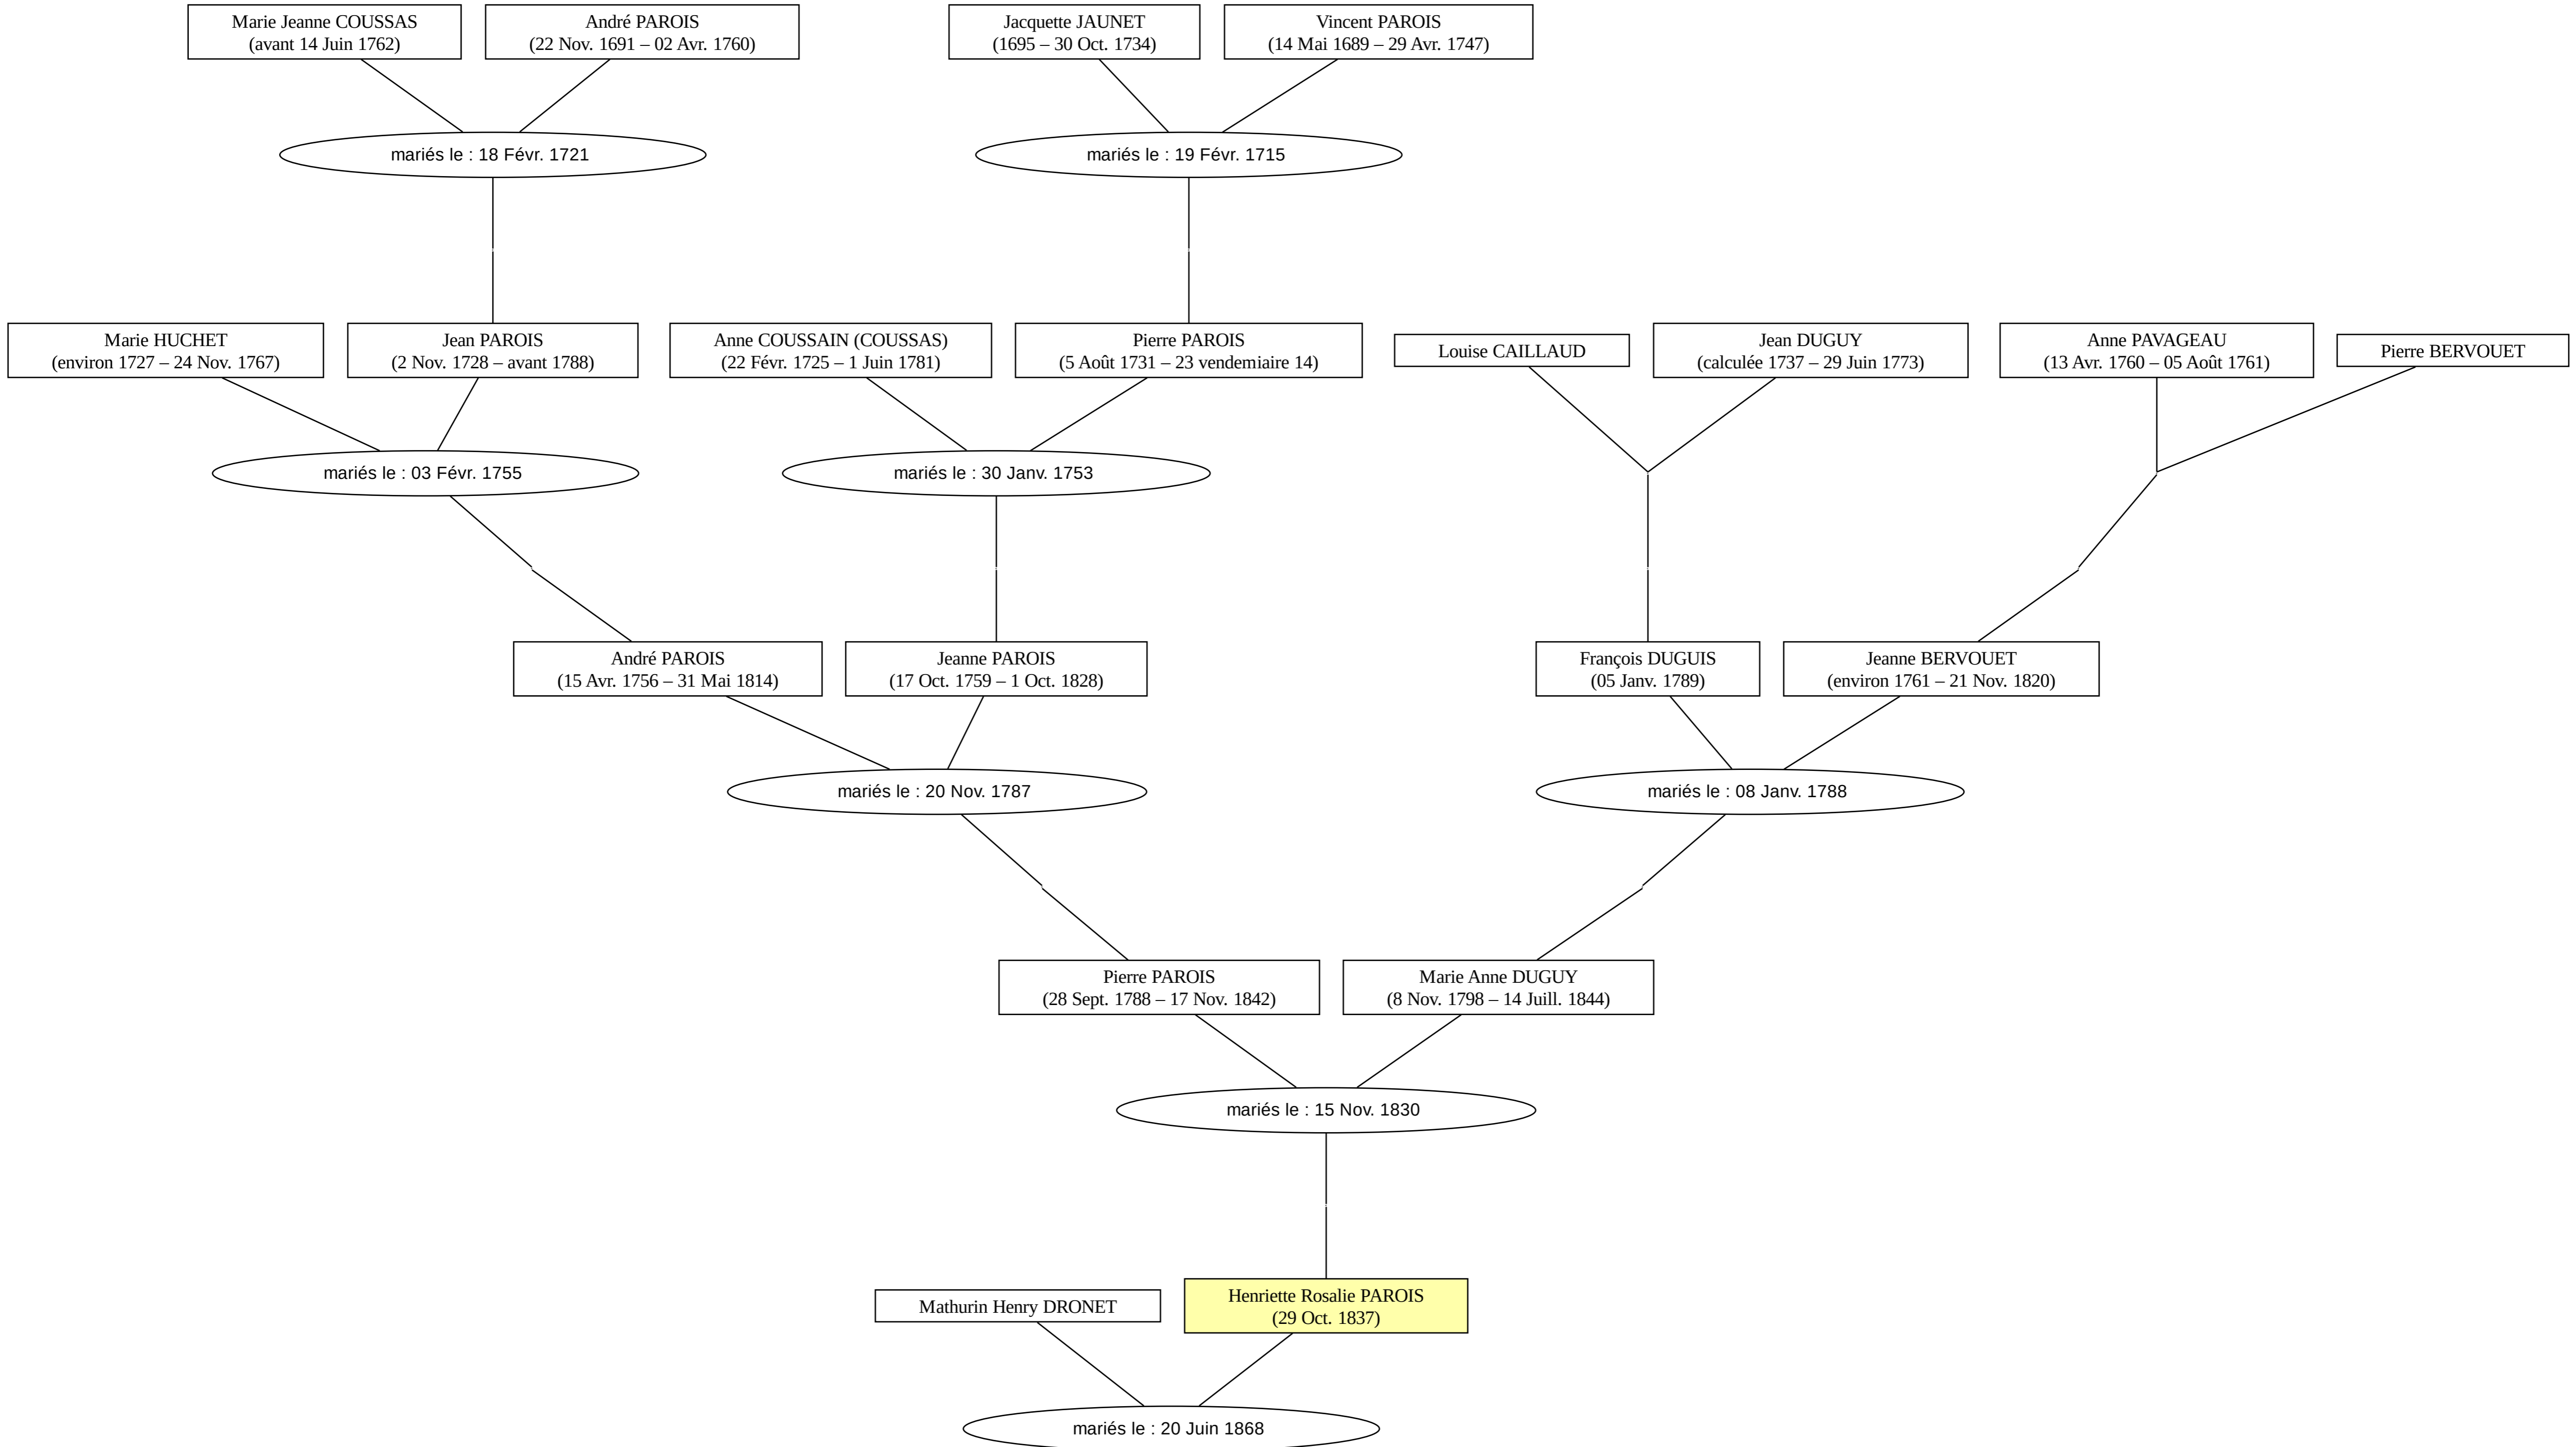 Marie Jeanne COUSSAS
(avant 14 Juin 1762)
André PAROIS
(22 Nov. 1691 – 02 Avr. 1760)
Jacquette JAUNET
(1695 – 30 Oct. 1734)
Vincent PAROIS
(14 Mai 1689 – 29 Avr. 1747)
mariés le : 18 Févr. 1721
mariés le : 19 Févr. 1715
Marie HUCHET
(environ 1727 – 24 Nov. 1767)
Jean PAROIS
(2 Nov. 1728 – avant 1788)
Anne COUSSAIN (COUSSAS)
(22 Févr. 1725 – 1 Juin 1781)
Pierre PAROIS
(5 Août 1731 – 23 vendemiaire 14)
Louise CAILLAUD
Jean DUGUY
(calculée 1737 – 29 Juin 1773)
Anne PAVAGEAU
(13 Avr. 1760 – 05 Août 1761)
Pierre BERVOUET
mariés le : 03 Févr. 1755
mariés le : 30 Janv. 1753
André PAROIS
(15 Avr. 1756 – 31 Mai 1814)
Jeanne PAROIS
(17 Oct. 1759 – 1 Oct. 1828)
François DUGUIS
(05 Janv. 1789)
Jeanne BERVOUET
(environ 1761 – 21 Nov. 1820)
mariés le : 20 Nov. 1787
mariés le : 08 Janv. 1788
Pierre PAROIS
(28 Sept. 1788 – 17 Nov. 1842)
Marie Anne DUGUY
(8 Nov. 1798 – 14 Juill. 1844)
mariés le : 15 Nov. 1830
Mathurin Henry DRONET
Henriette Rosalie PAROIS
(29 Oct. 1837)
mariés le : 20 Juin 1868